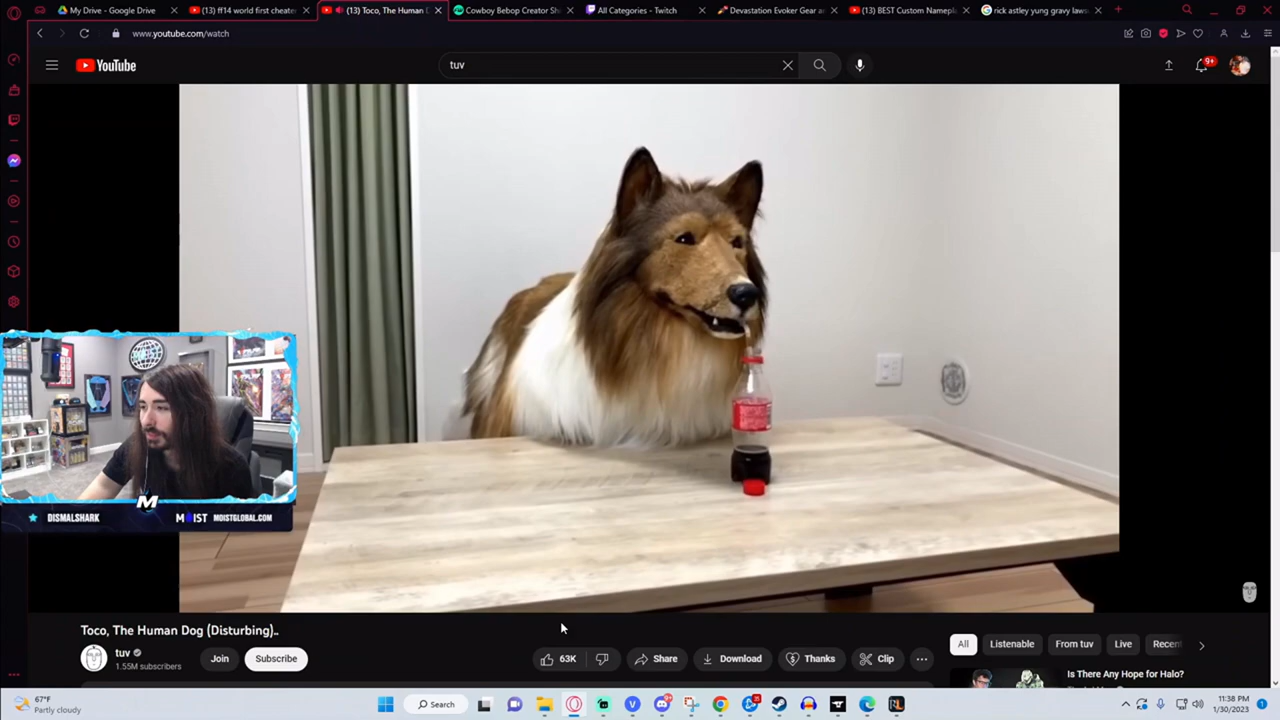 My Drive - Google Drive
(13) ff14 world first cheater
(13) Toco, The Human D
Cowboy Bebop Creator Sh
All Categories - Twitch
Devastation Evoker Gear an
(13) BEST Custom Namepl
rick astley yung gravy laws
www.youtube.com/watch
YouTube
tuv
9+
MOIST
DISMALSHARK
M
MOIST
MOISTGLOBAL.COM
Toco, The Human Dog (Disturbing)..
tuv
1.55M subscribers
Join
Subscribe
63K
Share
Download
Thanks
Clip
All
Listenable
From tuv
Live
Recen
Is There Any Hope for Halo?
67°F
Partly cloudy
Search
11:38 PM
1/30/2023